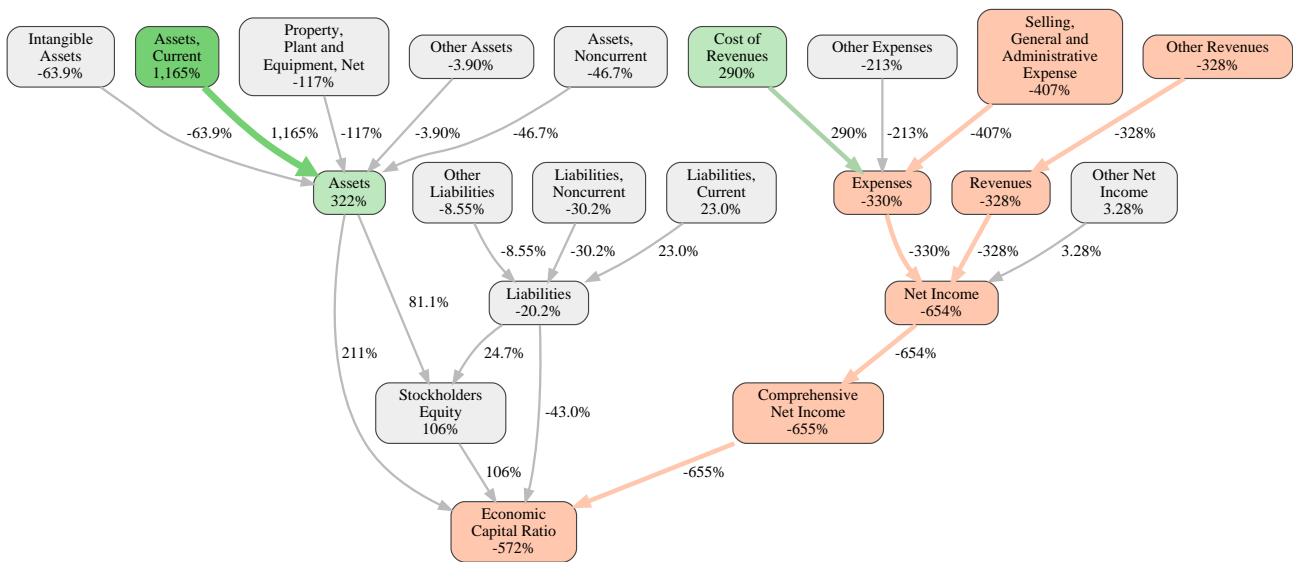 Intangible
Assets
-63.9%
Assets,
Current
1,165%
Property,
Plant and
Equipment, Net
-117%
Other Assets
-3.90%
Assets,
Noncurrent
-46.7%
Cost of
Revenues
290%
Other Expenses
-213%
Selling,
General and
Administrative
Expense
-407%
Other Revenues
-328%
-63.9%
1,165%
-117%
-3.90%
-46.7%
290%
-213%
-407%
-328%
Assets
322%
Other
Liabilities
-8.55%
Liabilities,
Noncurrent
-30.2%
Liabilities,
Current
23.0%
Expenses
-330%
Revenues
-328%
Other Net
Income
3.28%
-8.55%
-30.2%
23.0%
-330%
-328%
3.28%
81.1%
Liabilities
-20.2%
Net Income
-654%
211%
24.7%
-654%
Stockholders
Equity
106%
-43.0%
Comprehensive
Net Income
-655%
106%
-655%
Economic
Capital Ratio
-572%